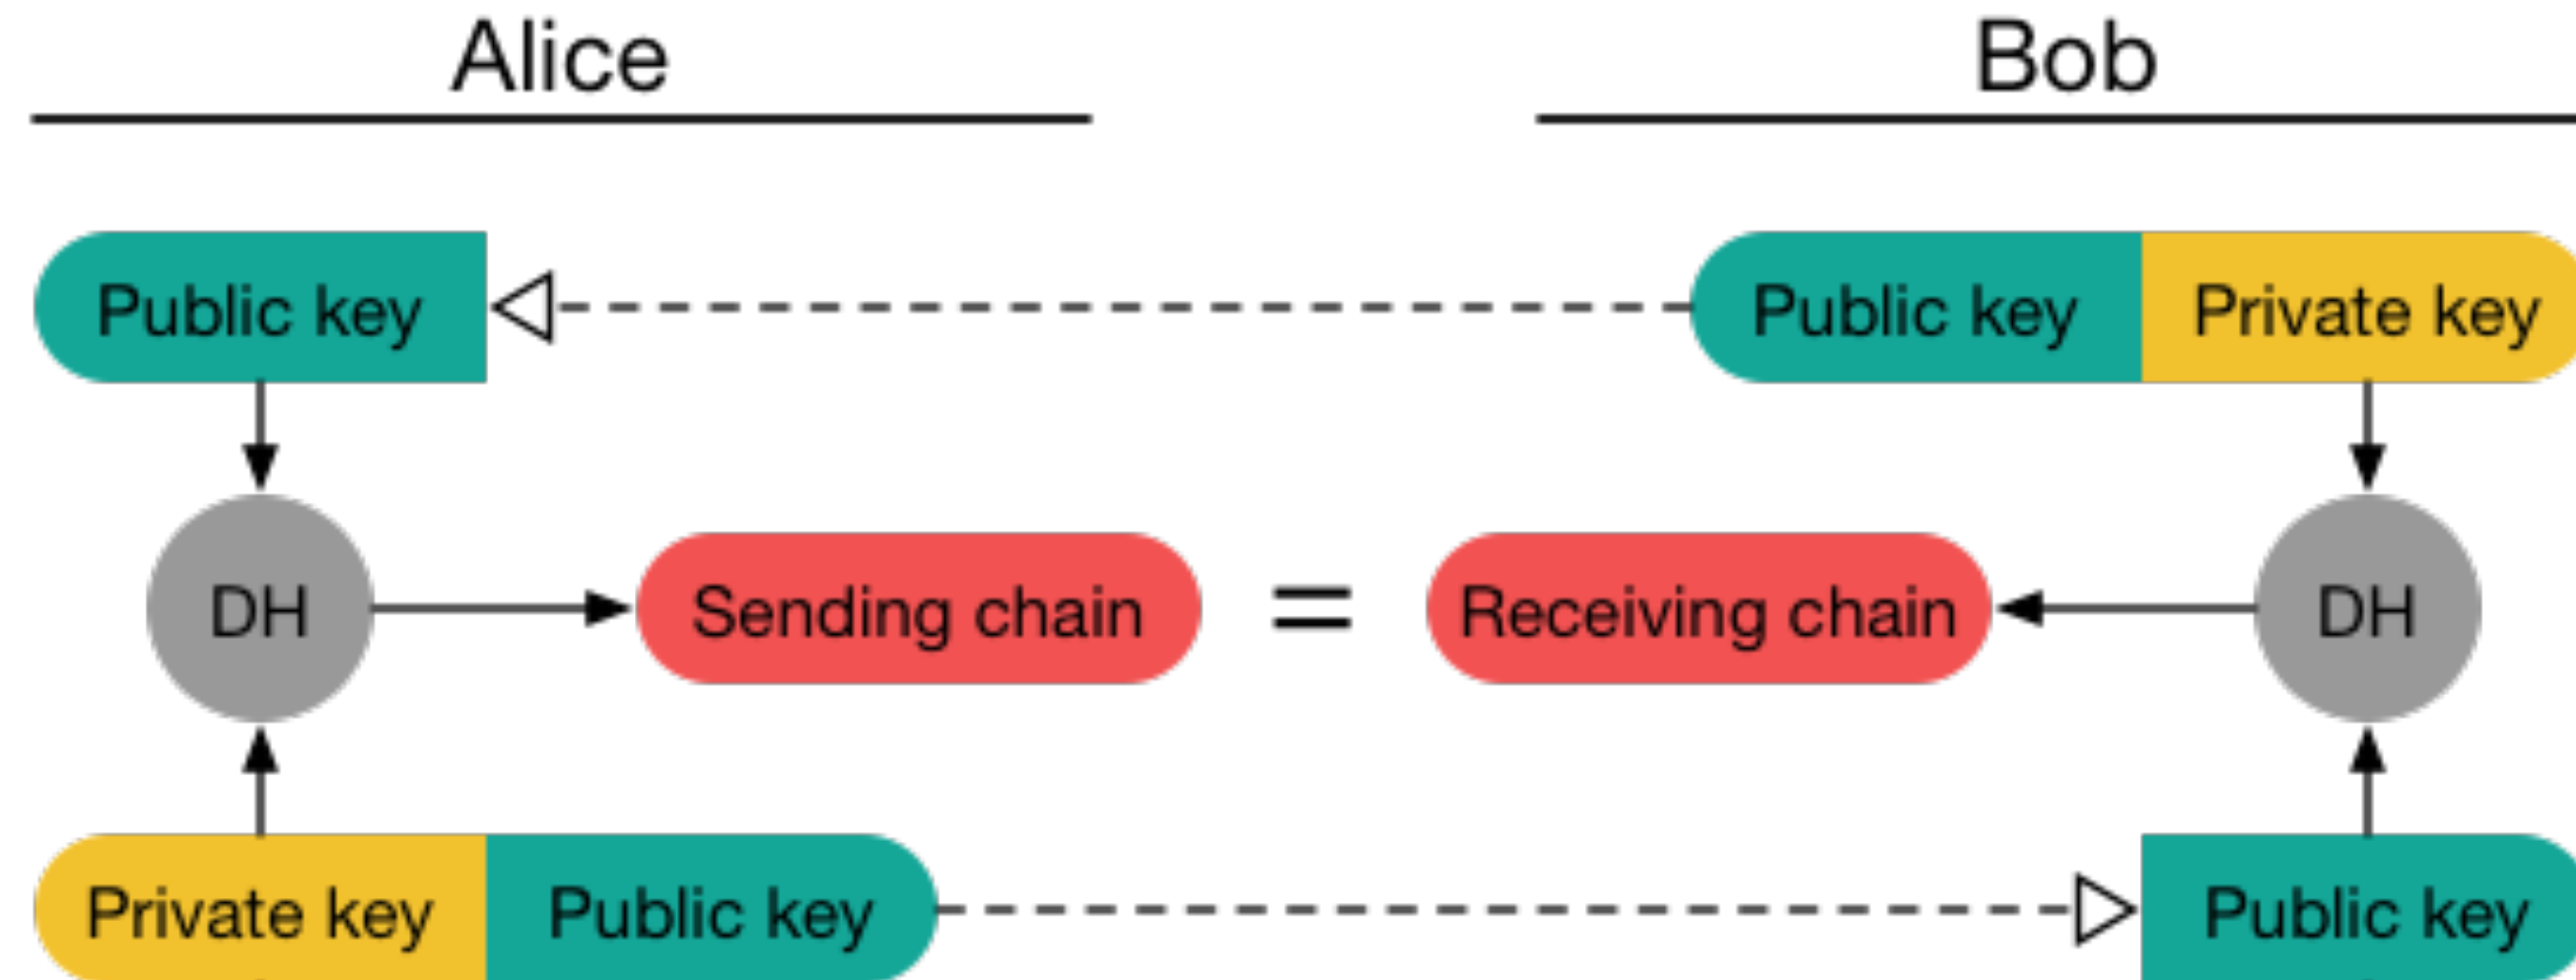 Alice Bob
Public key Public key Private key
DH Sending chain = Receiving chain DH
Private key Public key Public key